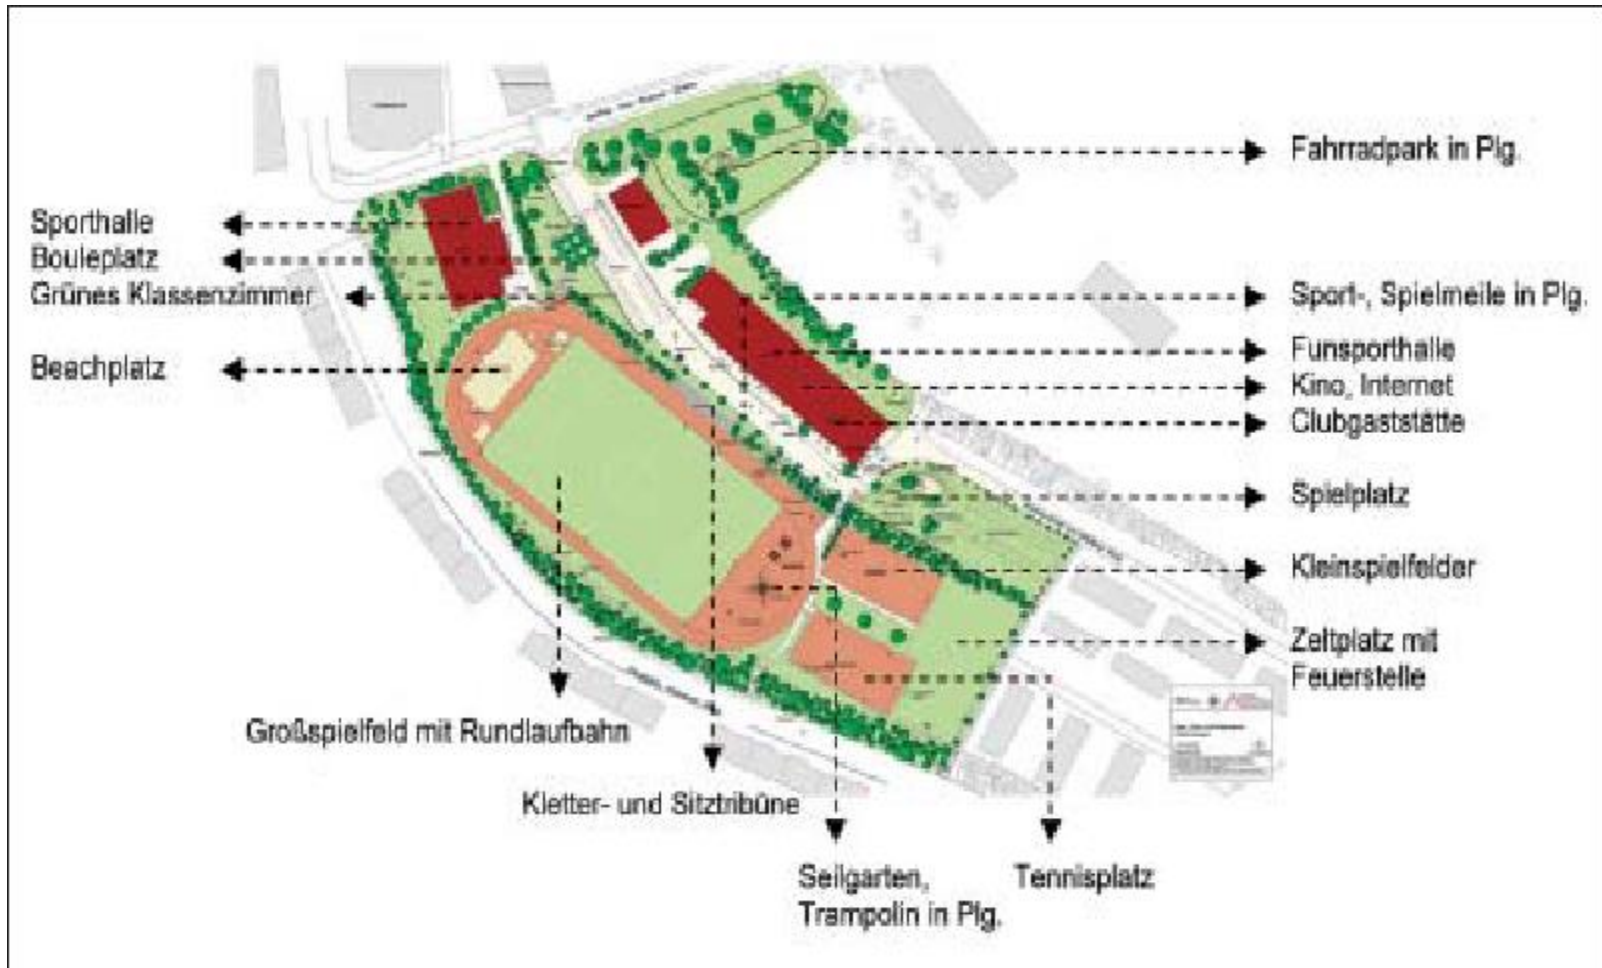 Fahrradpark in Plg.
Sporthalle
Bouleplatz
Grünes Klassenzimmer
Sport-, Spielmeile in Plg.
Funsporthalle
Beachplatz
Kino, Internet
Clubgaststätte
Spielplatz
Kleinspielfelder
Zeltplatz mit
Feuerstelle
Großspielfeld mit Rundlaufbahn
Kletter- und Sitztribüne
Seilgarten,
Trampolin in Plg.
Tennisplatz